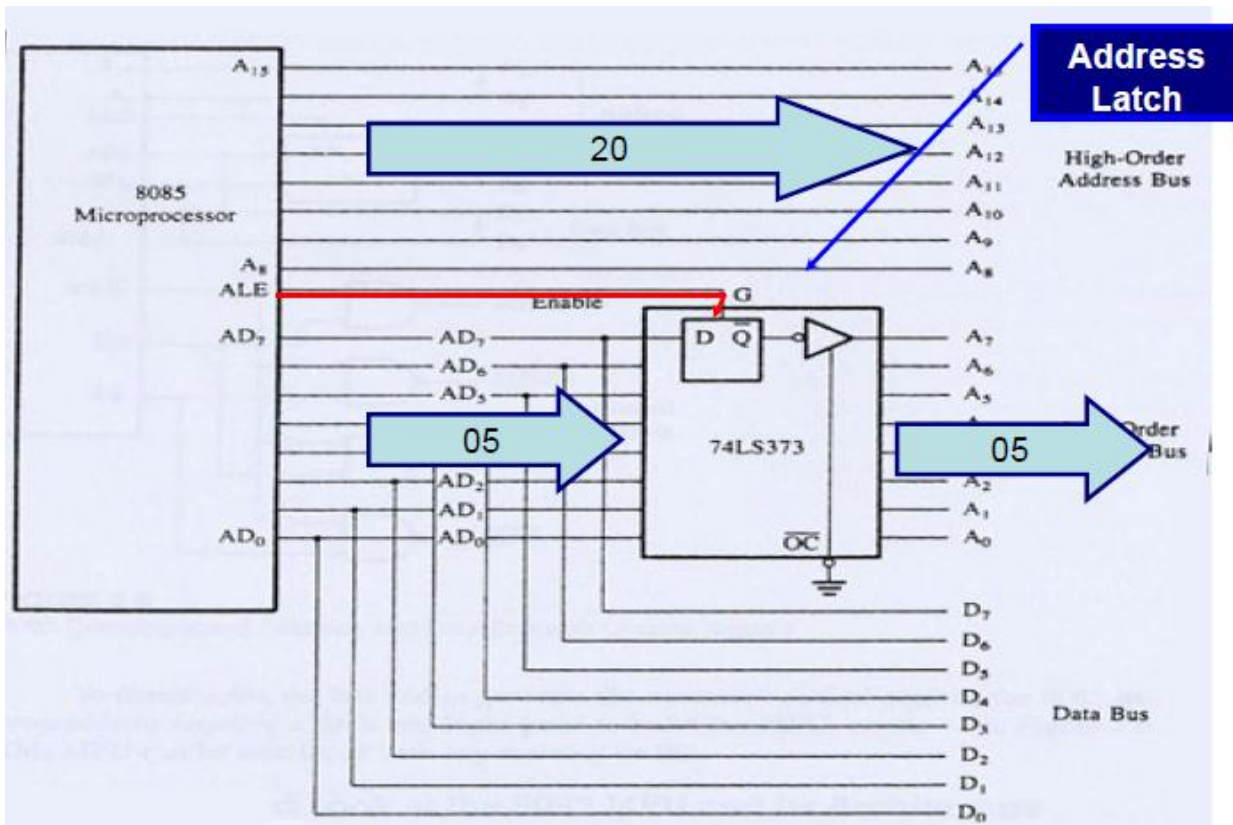 Address
Latch
A15
A15
A14
A13
20
A12
High-Order
Address Bus
8085
Microprocessor
A11
A10
A9
A8
A8
ALE
Enable
G
AD7
AD7
D
Q̅
A7
AD6
A6
AD5
A5
05
74LS373
05
Order
Bus
AD2
A2
AD1
A1
AD0
AD0
O̅C̅
A0
D7
D6
D5
D4
D3
Data Bus
D2
D1
D0